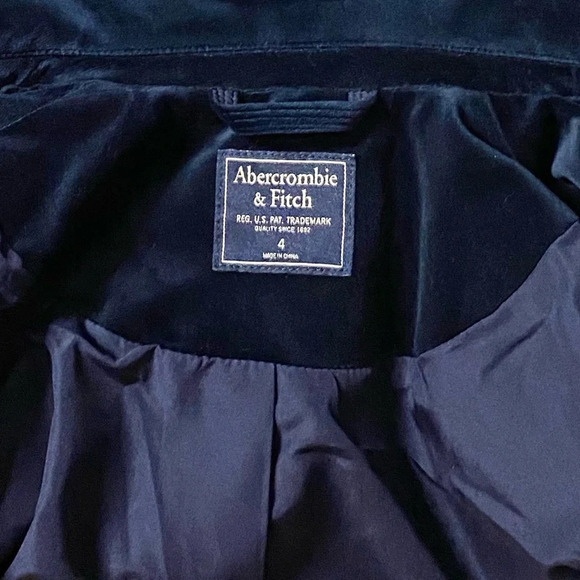 Abercrombie
& Fitch
REG. U.S. PAT. TRADEMARK
QUALITY SINCE 1892
4
MADE IN CHINA